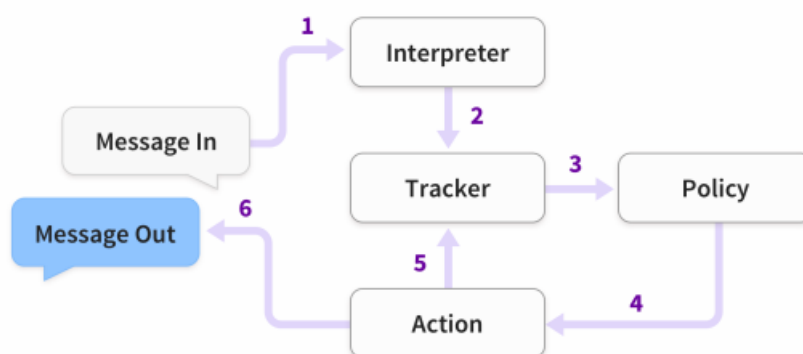 1
Interpreter
2
Message In
3
Tracker
Policy
6
Message Out
5
4
Action